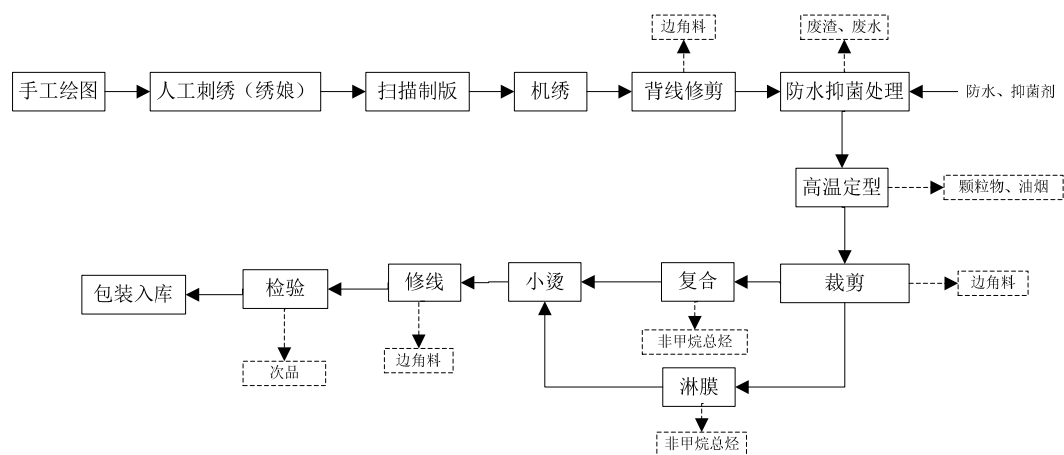 边角料
废渣、废水
手工绘图
人工刺绣（绣娘）
扫描制版
机绣
背线修剪
防水抑菌处理
防水、抑菌剂
高温定型
颗粒物、油烟
包装入库
检验
修线
小烫
复合
裁剪
边角料
非甲烷总烃
边角料
次品
淋膜
非甲烷总烃